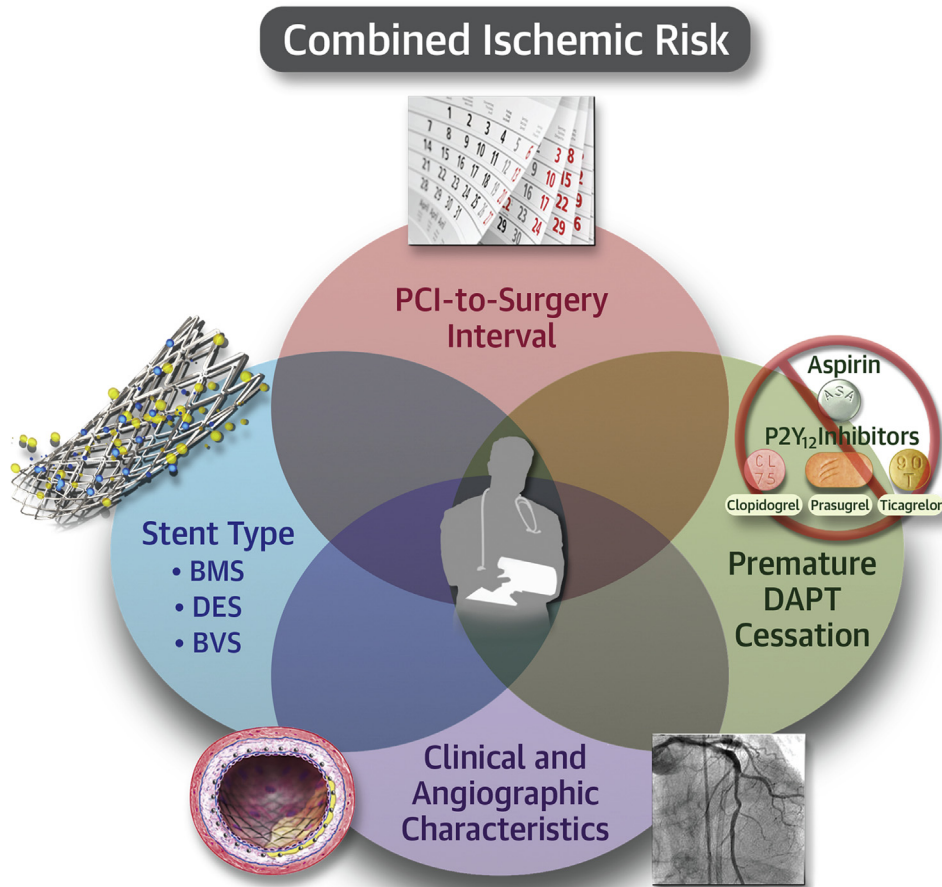 Combined Ischemic Risk
PCI-to-Surgery
Interval
Aspirin
ASA
P2Y12Inhibitors
CL
75
90
T
Clopidogrel
Prasugrel
Ticagrelor
Stent Type
• BMS
• DES
• BVS
Premature
DAPT
Cessation
Clinical and
Angiographic
Characteristics